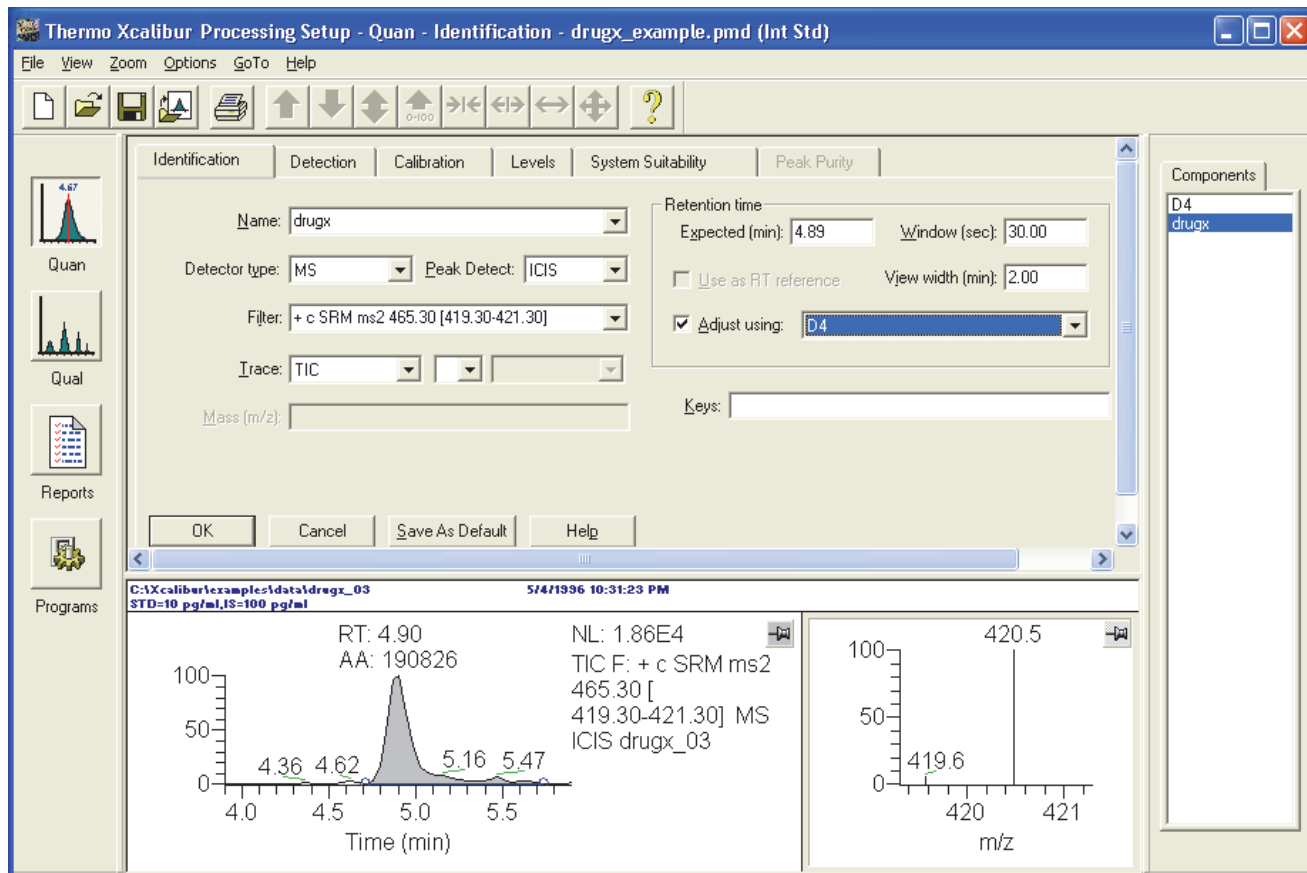 Thermo Xcalibur Processing Setup - Quan - Identification - drugx_example.pmd (Int Std)
File View Zoom Options GoTo Help
0-100
?
4.67
Quan
Qual
Reports
Programs
Identification Detection Calibration Levels System Suitability Peak Purity
Name: drugx
Detector type: MS Peak Detect: ICIS
Filter: + c SRM ms2 465.30 [419.30-421.30]
Trace: TIC
Mass (m/z):
Retention time
Expected (min): 4.89 Window (sec): 30.00
Use as RT reference View width (min): 2.00
Adjust using: D4
Keys:
OK Cancel Save As Default Help
Components
D4
drugx
C:\Xcalibur\examples\data\drugx_03 5/4/1996 10:31:23 PM
STD=10 pg/ml,IS=100 pg/ml
RT: 4.90
AA: 190826
100
50
0
4.36 4.62 5.16 5.47
4.0 4.5 5.0 5.5
Time (min)
NL: 1.86E4
TIC F: + c SRM ms2
465.30 [
419.30-421.30] MS
ICIS drugx_03
420.5
100
50
0
419.6
420 421
m/z